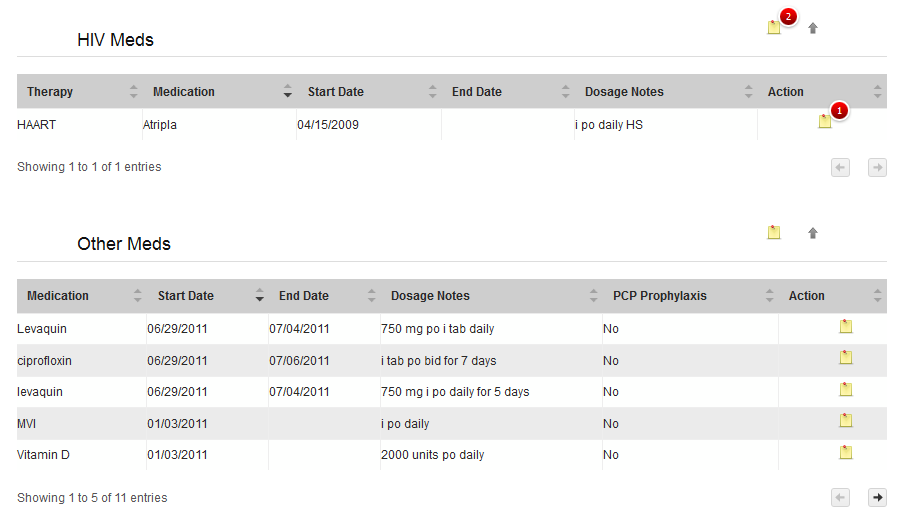 2
HIV Meds
Therapy Medication Start Date End Date Dosage Notes Action
1
HAART Atripla 04/15/2009 i po daily HS
Showing 1 to 1 of 1 entries
Other Meds
Medication Start Date End Date Dosage Notes PCP Prophylaxis Action
Levaquin 06/29/2011 07/04/2011 750 mg po i tab daily No
ciprofloxin 06/29/2011 07/06/2011 i tab po bid for 7 days No
levaquin 06/29/2011 07/04/2011 750 mg i po daily for 5 days No
MVI 01/03/2011 i po daily No
Vitamin D 01/03/2011 2000 units po daily No
Showing 1 to 5 of 11 entries